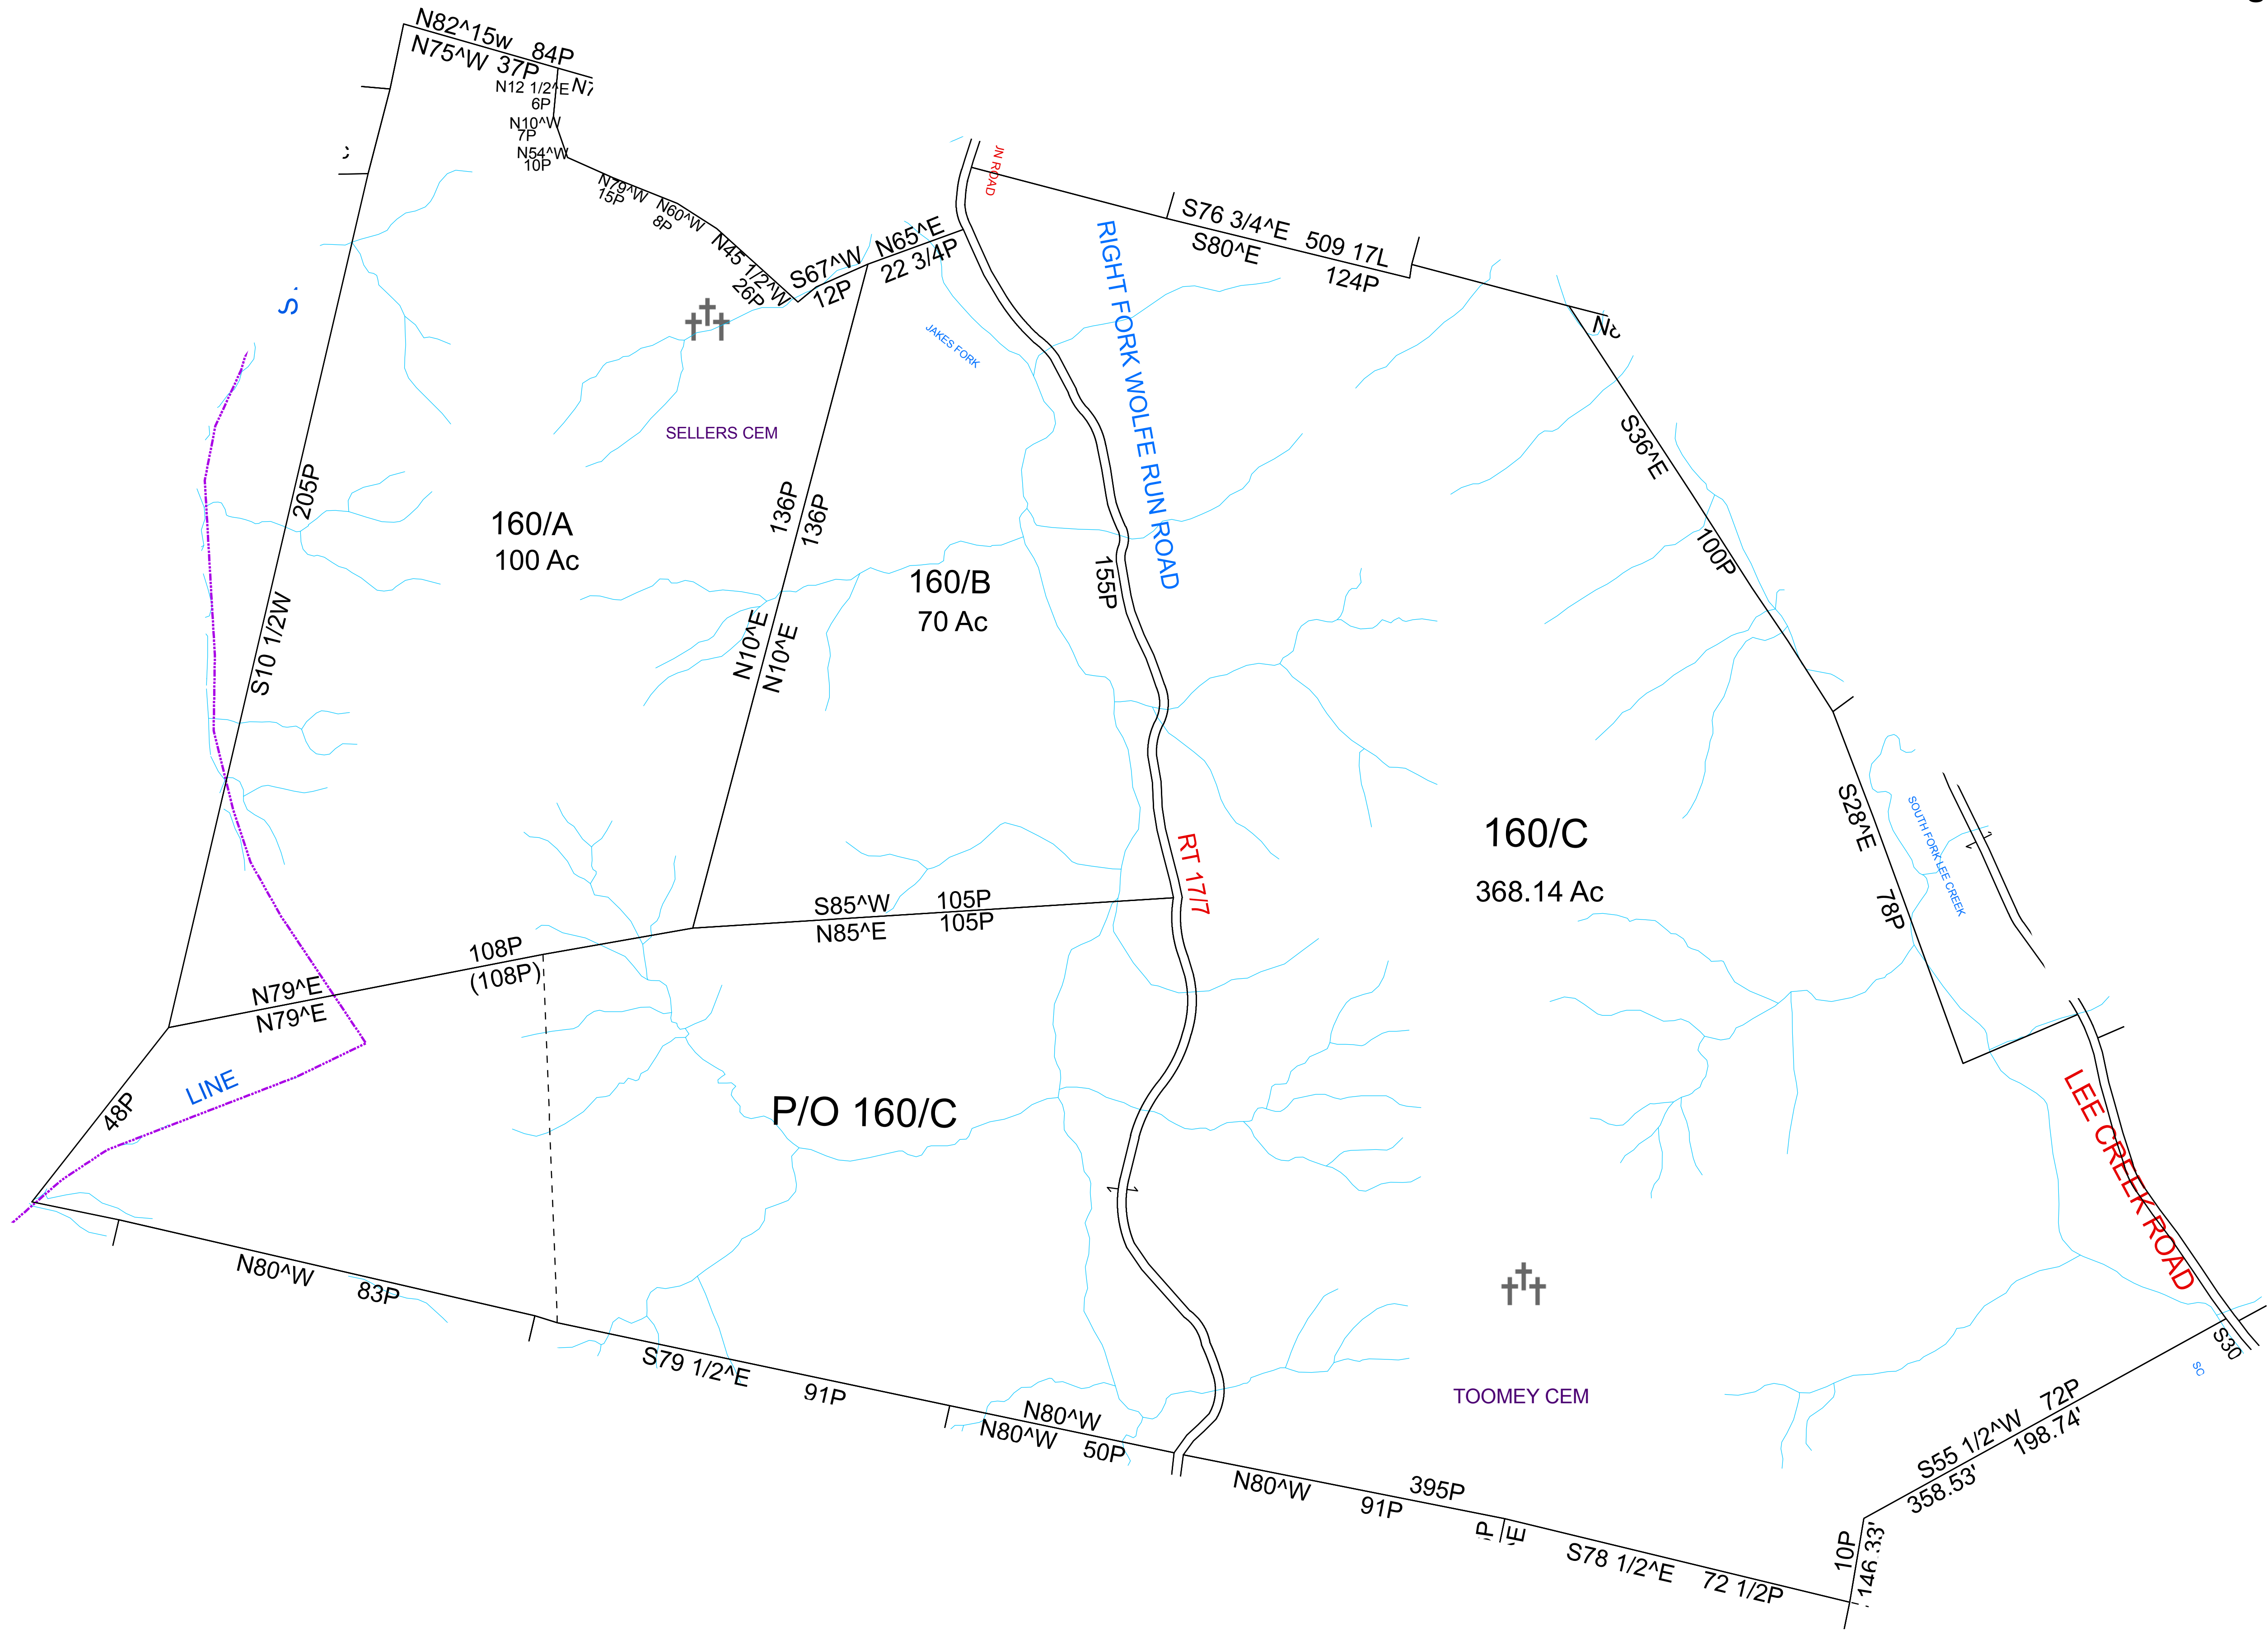 N82^15w 84P
N75^W 37P
N12 1/2^E
6P
N10^W
7P
N54^W
10P
N79^W
15P
N60^W
8P
N45 1/2^W
26P
S67^W
12P
N65^E
22 3/4P
JAKES FORK
RIGHT FORK WOLFE RUN ROAD
S76 3/4^E 509 17L
S80^E 124P
S36^E
100P
205P
S10 1/2W
SELLERS CEM
160/A
100 Ac
136P
136P
N10^E
N10^E
160/B
70 Ac
155P
RT 17/7
160/C
368.14 Ac
S28^E
78P
SOUTH FORK LEE CREEK
S85^W 105P
N85^E 105P
N79^E 108P
N79^E (108P)
48P
LINE
P/O 160/C
LEE CREEK ROAD
N80^W 83P
S79 1/2^E 91P
N80^W
N80^W 50P
TOOMEY CEM
395P
N80^W 91P
S78 1/2^E 72 1/2P
10P
146.33'
S55 1/2^W 72P
358.53' 198.74'
S30